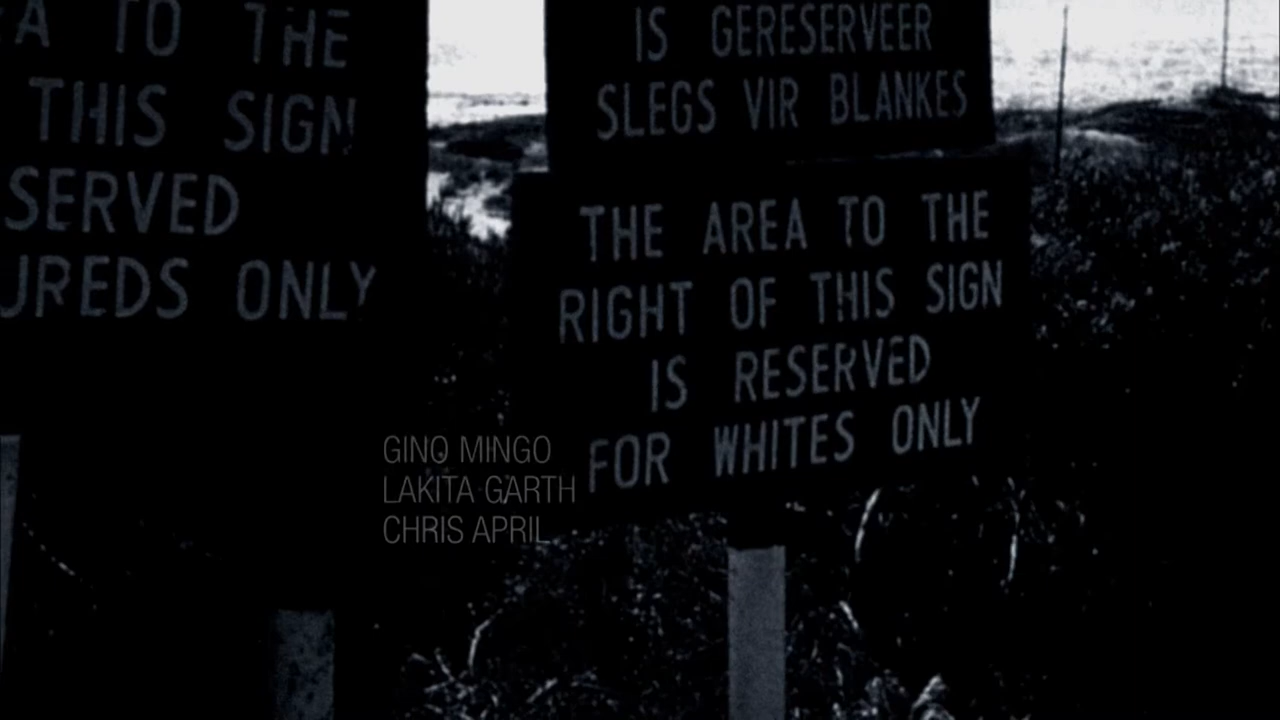 A TO THE
THIS SIGN
SERVED
UREDS ONLY
IS GERESERVEER
SLEGS VIR BLANKES
THE AREA TO THE
RIGHT OF THIS SIGN
IS RESERVED
FOR WHITES ONLY
GINO MINGO
LAKITA GARTH
CHRIS APRIL